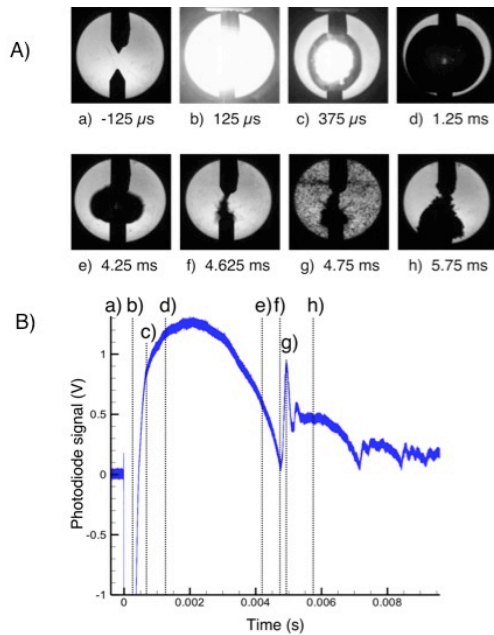 A)
a) -125 µs
b) 125 µs
c) 375 µs
d) 1.25 ms
e) 4.25 ms
f) 4.625 ms
g) 4.75 ms
h) 5.75 ms
B)
a) b) d) e) f) h)
c)
g)
Photodiode signal (V)
1
0.5
0
-0.5
-1
0 0.002 0.004 0.006 0.008
Time (s)